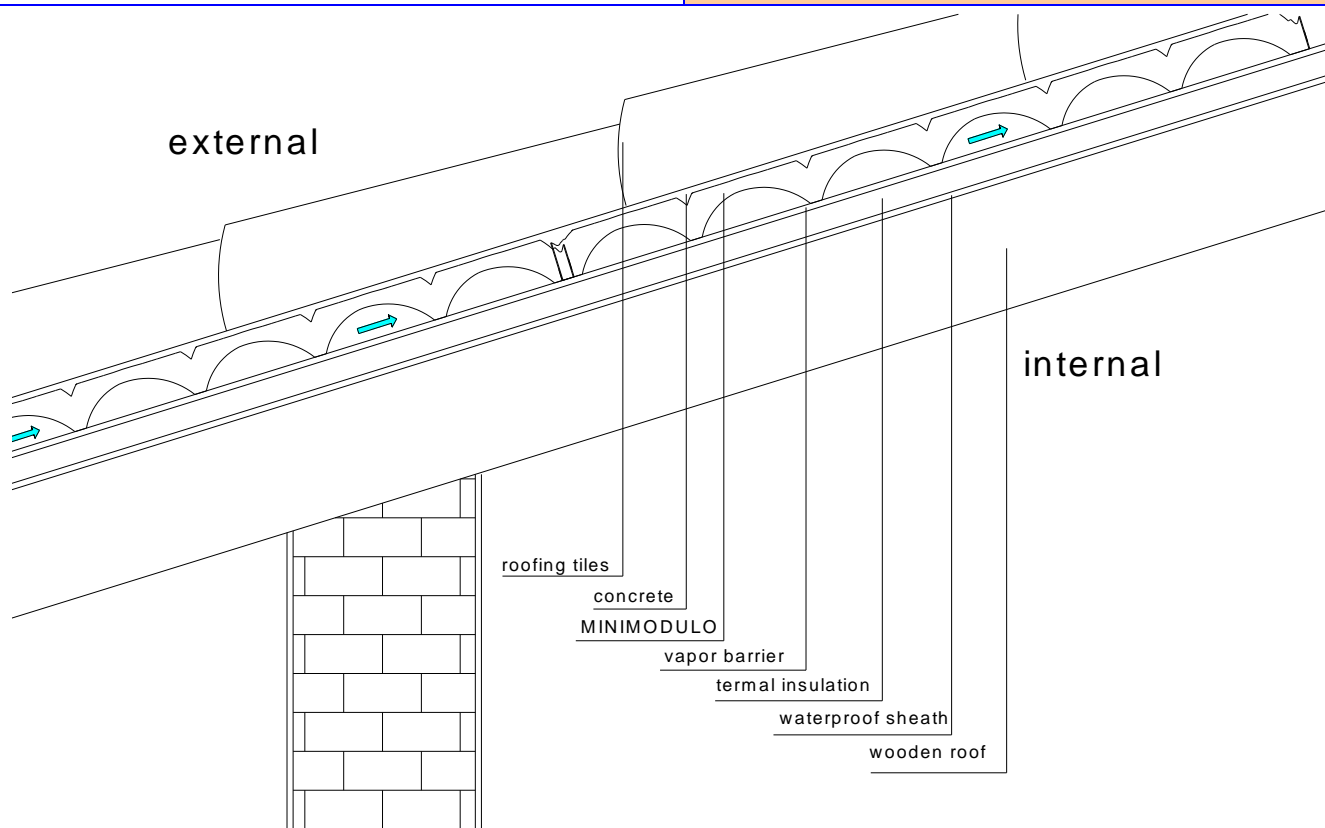 external
internal
roofing tiles
concrete
MINIMODULO
vapor barrier
termal insulation
waterproof sheath
wooden roof